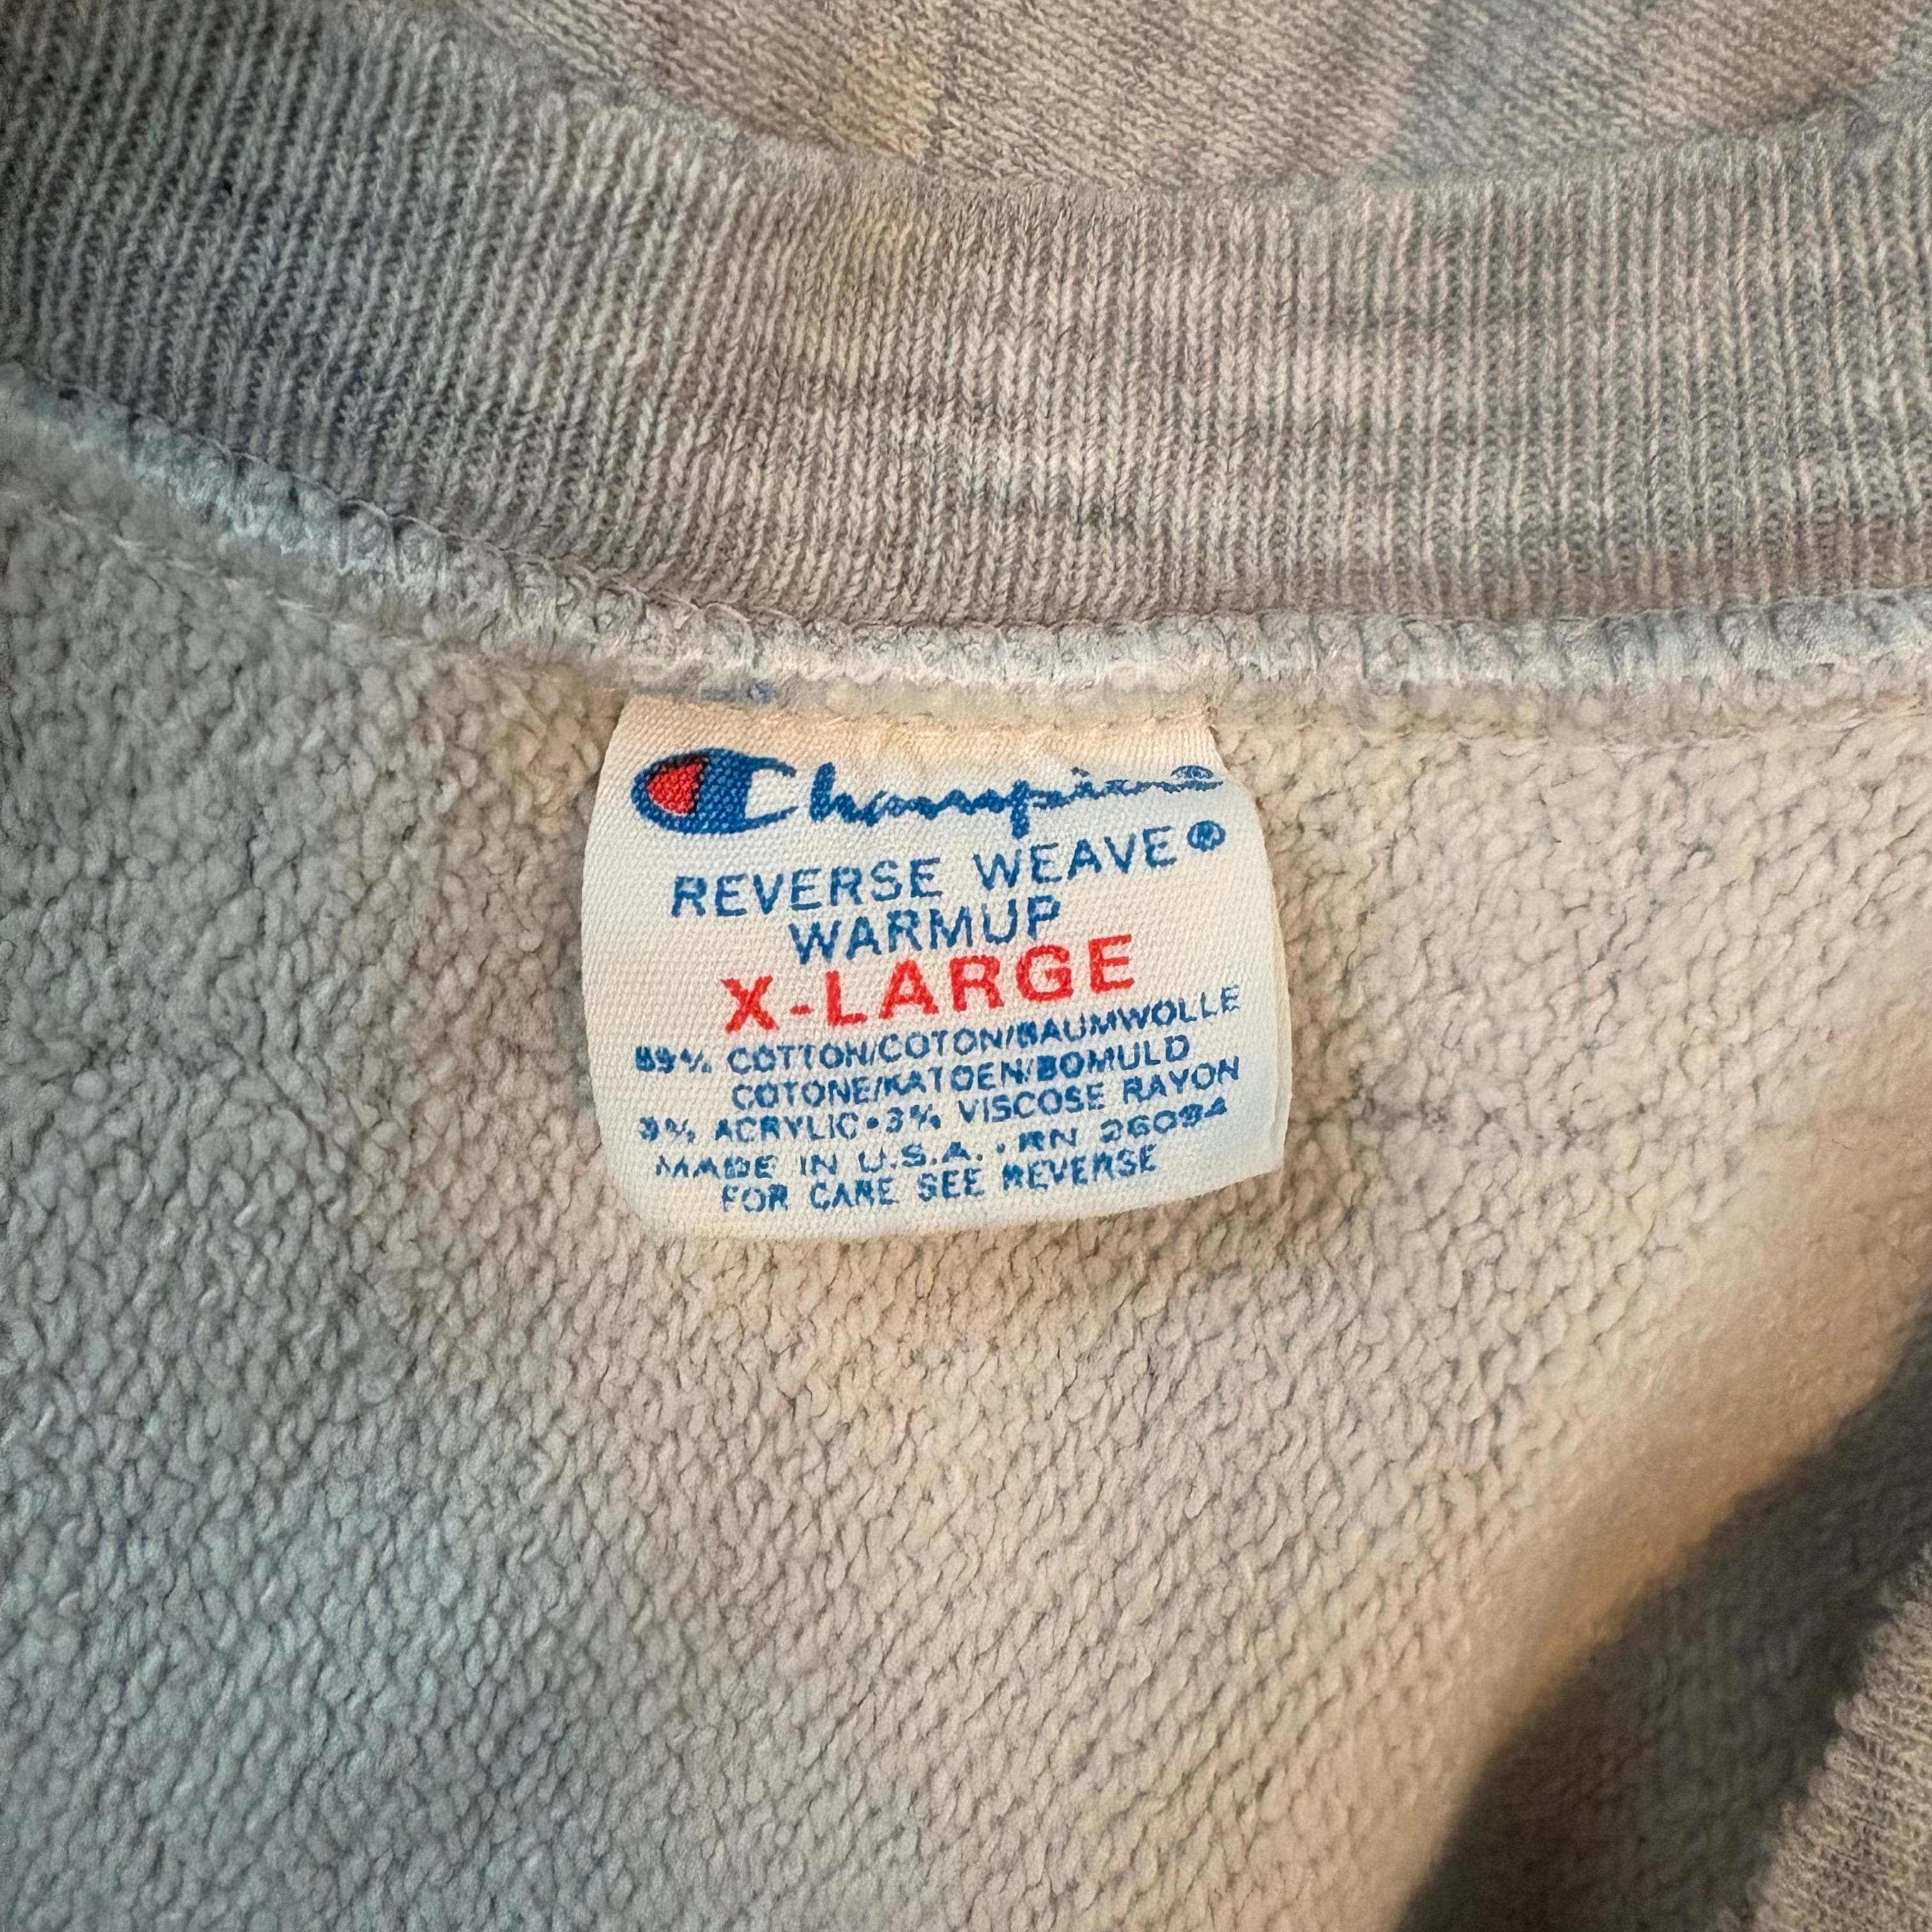 Champion®
REVERSE WEAVE®
WARMUP
X-LARGE
89% COTTON/COTON/BAUMWOLLE
COTONE/KATOEN/BOMULD
9% ACRYLIC • 3% VISCOSE RAYON
MADE IN U.S.A. • RN 26094
FOR CARE SEE REVERSE